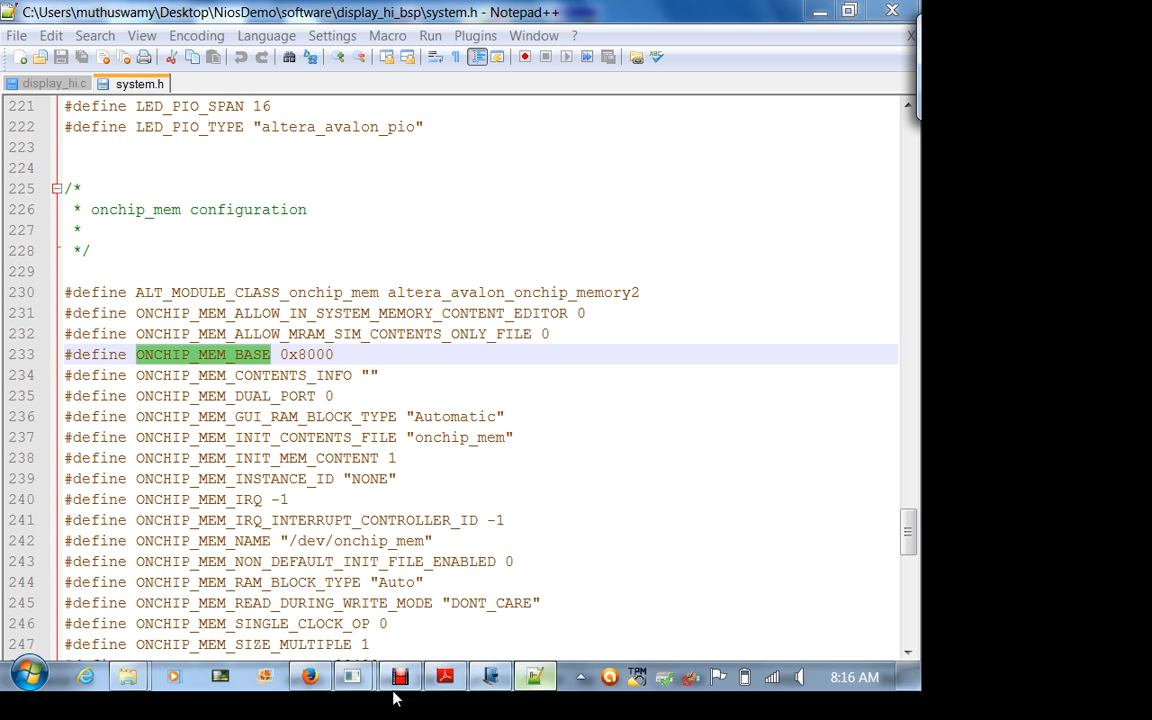 C:\Users\muthuswamy\Desktop\NiosDemo\software\display_hi_bsp\system.h - Notepad++
File Edit Search View Encoding Language Settings Macro Run Plugins Window ? X
display_hi.c system.h
221 #define LED_PIO_SPAN 16
222 #define LED_PIO_TYPE "altera_avalon_pio"
223
224
225 /*
226 * onchip_mem configuration
227 *
228 */
229
230 #define ALT_MODULE_CLASS_onchip_mem altera_avalon_onchip_memory2
231 #define ONCHIP_MEM_ALLOW_IN_SYSTEM_MEMORY_CONTENT_EDITOR 0
232 #define ONCHIP_MEM_ALLOW_MRAM_SIM_CONTENTS_ONLY_FILE 0
233 #define ONCHIP_MEM_BASE 0x8000
234 #define ONCHIP_MEM_CONTENTS_INFO ""
235 #define ONCHIP_MEM_DUAL_PORT 0
236 #define ONCHIP_MEM_GUI_RAM_BLOCK_TYPE "Automatic"
237 #define ONCHIP_MEM_INIT_CONTENTS_FILE "onchip_mem"
238 #define ONCHIP_MEM_INIT_MEM_CONTENT 1
239 #define ONCHIP_MEM_INSTANCE_ID "NONE"
240 #define ONCHIP_MEM_IRQ -1
241 #define ONCHIP_MEM_IRQ_INTERRUPT_CONTROLLER_ID -1
242 #define ONCHIP_MEM_NAME "/dev/onchip_mem"
243 #define ONCHIP_MEM_NON_DEFAULT_INIT_FILE_ENABLED 0
244 #define ONCHIP_MEM_RAM_BLOCK_TYPE "Auto"
245 #define ONCHIP_MEM_READ_DURING_WRITE_MODE "DONT_CARE"
246 #define ONCHIP_MEM_SINGLE_CLOCK_OP 0
247 #define ONCHIP_MEM_SIZE_MULTIPLE 1
8:16 AM